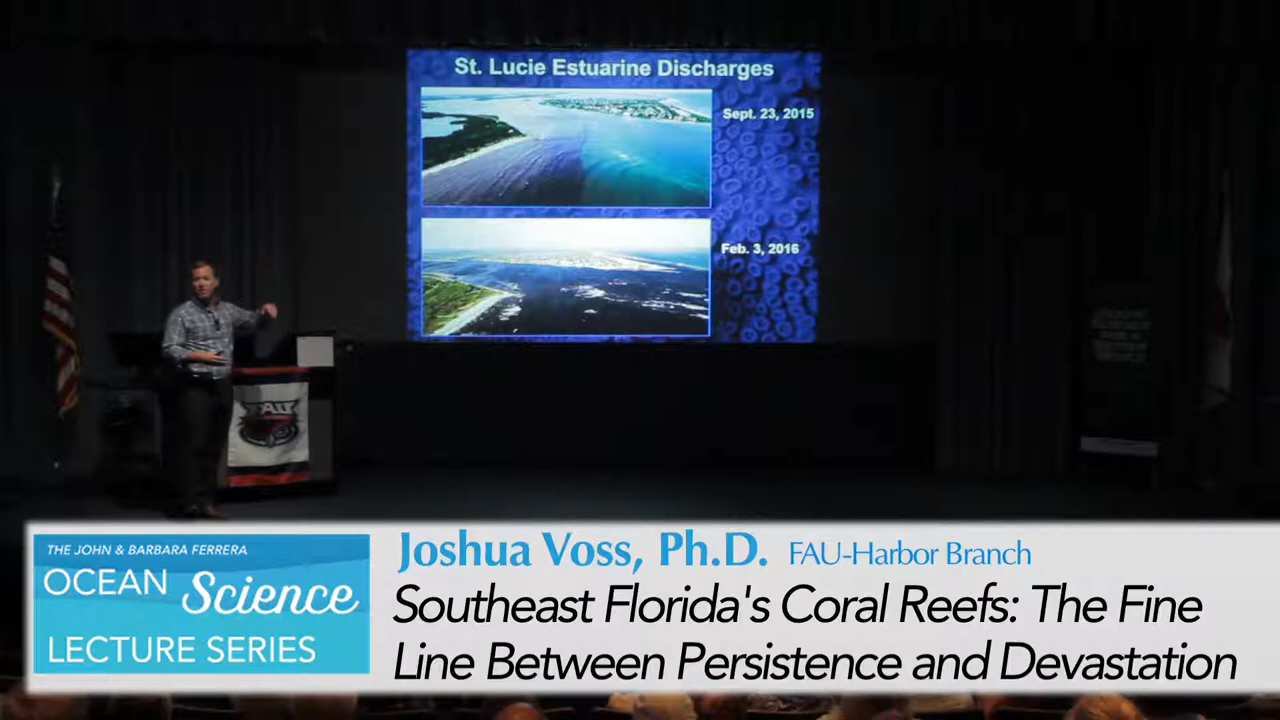 St. Lucie Estuarine Discharges
Sept. 23, 2015
Feb. 3, 2016
FAU
THE JOHN & BARBARA FERRERA
OCEAN Science
LECTURE SERIES
Joshua Voss, Ph.D. FAU-Harbor Branch
Southeast Florida's Coral Reefs: The Fine
Line Between Persistence and Devastation